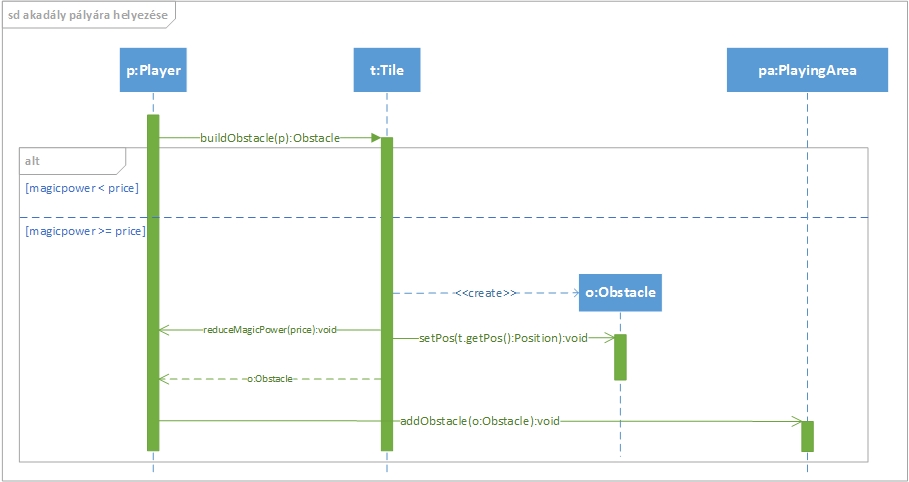 sd akadály pályára helyezése
p:Player
t:Tile
pa:PlayingArea
buildObstacle(p):Obstacle
alt
[magicpower < price]
[magicpower >= price]
<<create>>
o:Obstacle
reduceMagicPower(price):void
setPos(t.getPos():Position):void
o:Obstacle
addObstacle(o:Obstacle):void